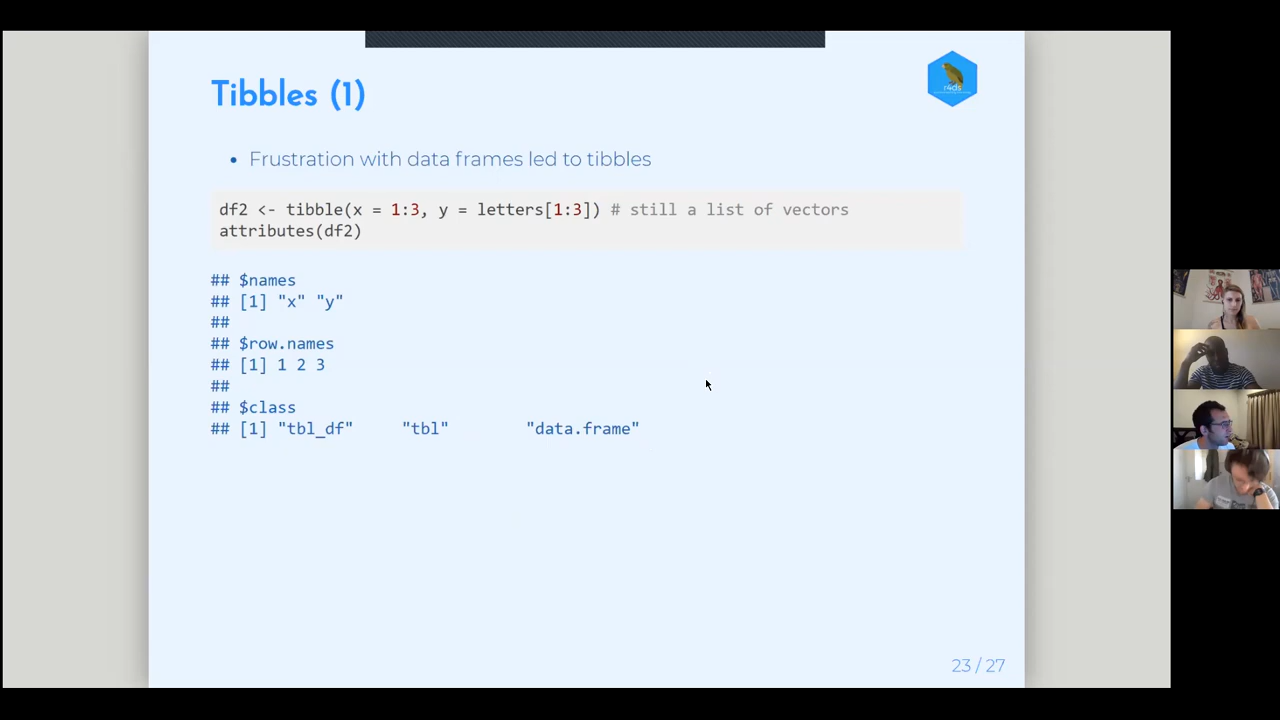 Tibbles (1)
r4ds
• Frustration with data frames led to tibbles
df2 <- tibble(x = 1:3, y = letters[1:3]) # still a list of vectors
attributes(df2)
## $names
## [1] "x" "y"
##
## $row.names
## [1] 1 2 3
##
## $class
## [1] "tbl_df"     "tbl"        "data.frame"
23 / 27